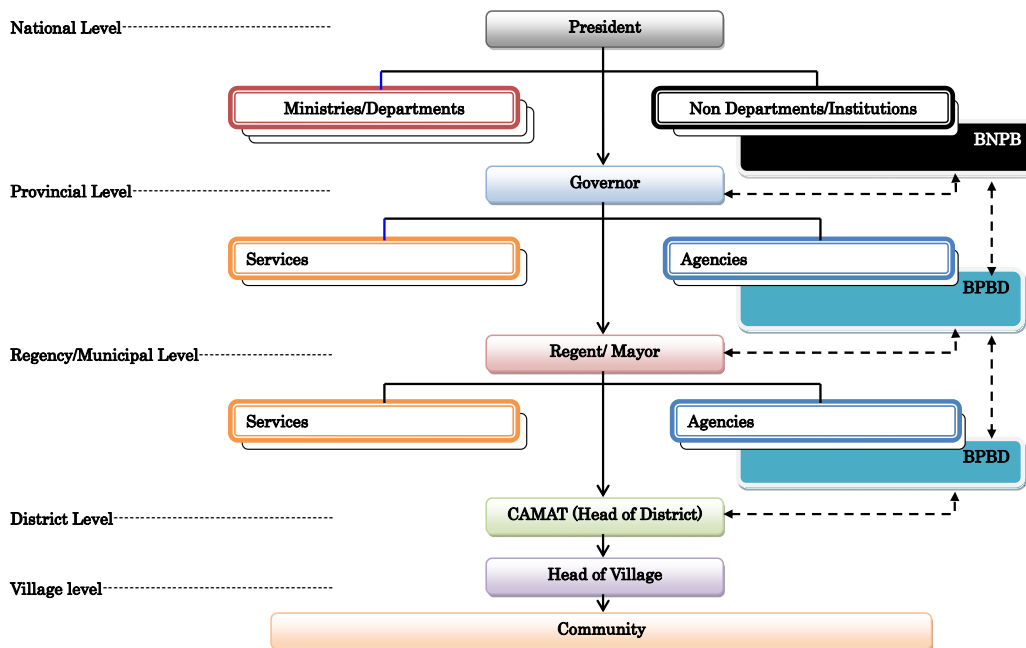 National Level
President
Ministries/Departments
Non Departments/Institutions
BNPB
Provincial Level
Governor
Services
Agencies
BPBD
Regency/Municipal Level
Regent/ Mayor
Services
Agencies
BPBD
District Level
CAMAT (Head of District)
Village level
Head of Village
Community